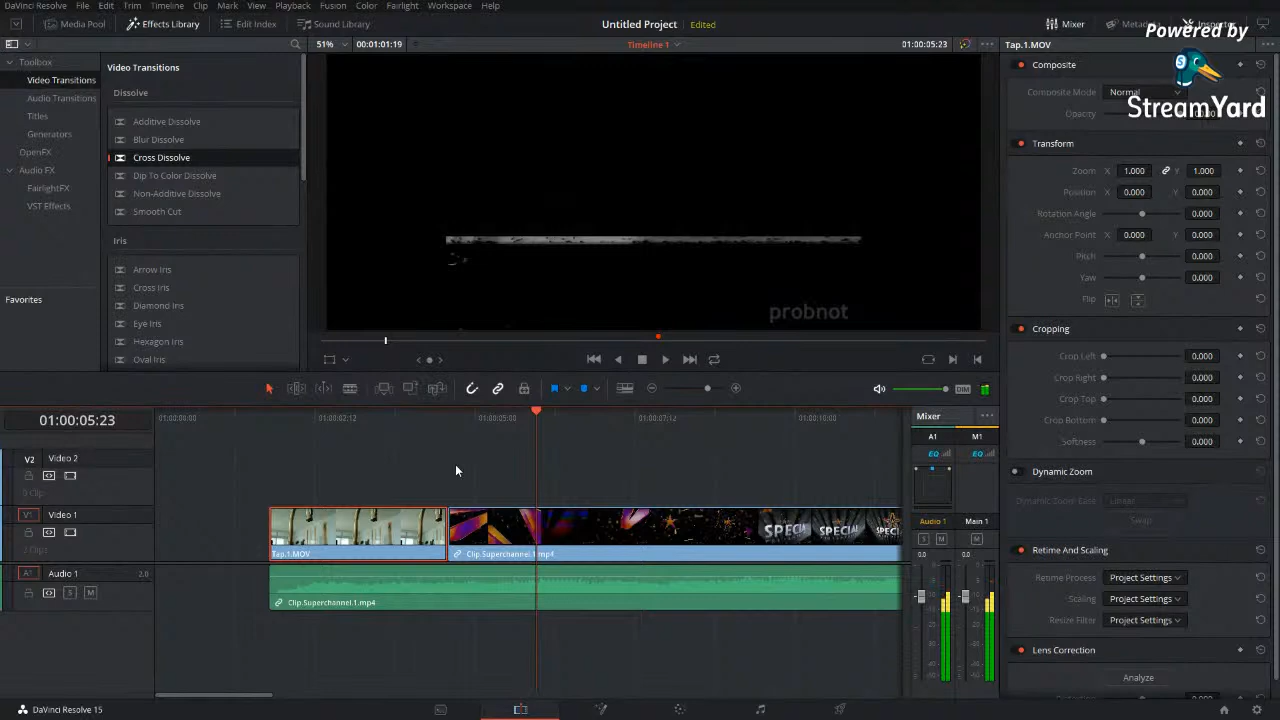 DaVinci Resolve File Edit Trim Timeline Clip Mark View Playback Fusion Color Fairlight Workspace Help
Media Pool Effects Library Edit Index Sound Library Untitled Project Edited Mixer Metadata Inspector
Powered by
StreamYard
51% 00:01:01:19 Timeline 1 01:00:05:23 Tap.1.MOV
Toolbox
Video Transitions
Audio Transitions
Titles
Generators
OpenFX
Audio FX
FairlightFX
VST Effects
Favorites
Video Transitions
Dissolve
Additive Dissolve
Blur Dissolve
Cross Dissolve
Dip To Color Dissolve
Non-Additive Dissolve
Smooth Cut
Iris
Arrow Iris
Cross Iris
Diamond Iris
Eye Iris
Hexagon Iris
Oval Iris
probnot
Composite
Composite Mode Normal
Opacity
Transform
Zoom X 1.000 Y 1.000
Position X 0.000 Y 0.000
Rotation Angle 0.000
Anchor Point X 0.000 Y 0.000
Pitch 0.000
Yaw 0.000
Flip
Cropping
Crop Left 0.000
Crop Right 0.000
Crop Top 0.000
Crop Bottom 0.000
Softness 0.000
Dynamic Zoom
Dynamic Zoom Ease Linear
Swap
Retime And Scaling
Retime Process Project Settings
Scaling Project Settings
Resize Filter Project Settings
Lens Correction
Analyze
DIM
01:00:05:23
01:00:00:00 01:00:02:12 01:00:05:00 01:00:07:12 01:00:10:00
V2 Video 2
0 Clip
V1 Video 1
2 Clips
Tap.1.MOV
Clip.Superchannel.1.mp4
SPECIAL SPECIAL SPECIAL
A1 Audio 1 2.0
S M
Clip.Superchannel.1.mp4
Mixer
A1 M1
EQ EQ
Audio 1 Main 1
S M M
0.0 0.0
DaVinci Resolve 15